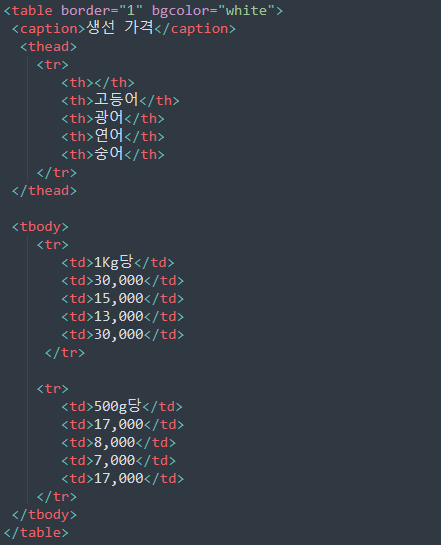 <table border="1" bgcolor="white">
<caption>생선 가격</caption>
<thead>
<tr>
<th></th>
<th>고등어</th>
<th>광어</th>
<th>연어</th>
<th>숭어</th>
</tr>
</thead>
<tbody>
<tr>
<td>1Kg당</td>
<td>30,000</td>
<td>15,000</td>
<td>13,000</td>
<td>30,000</td>
</tr>
<tr>
<td>500g당</td>
<td>17,000</td>
<td>8,000</td>
<td>7,000</td>
<td>17,000</td>
</tr>
</tbody>
</table>